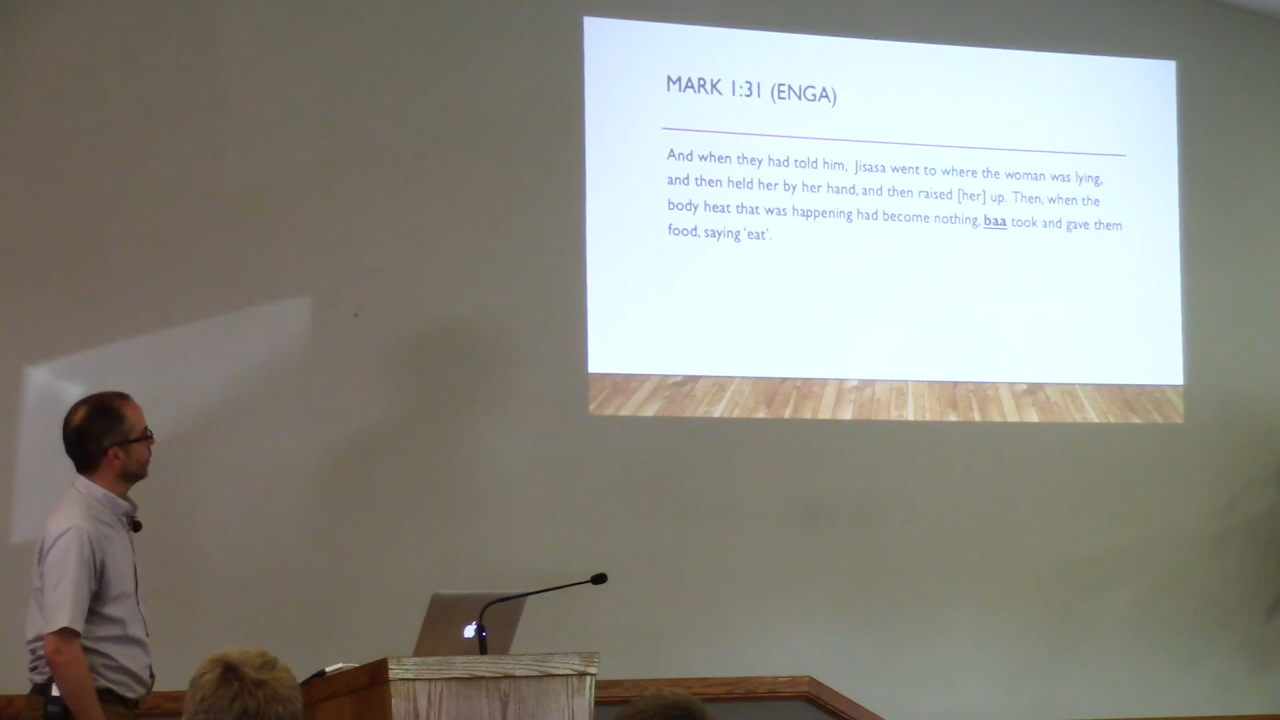 MARK 1:31 (ENGA)
And when they had told him, Jisasa went to where the woman was lying,
and then held her by her hand, and then raised [her] up. Then, when the
body heat that was happening had become nothing, baa took and gave them
food, saying 'eat'.